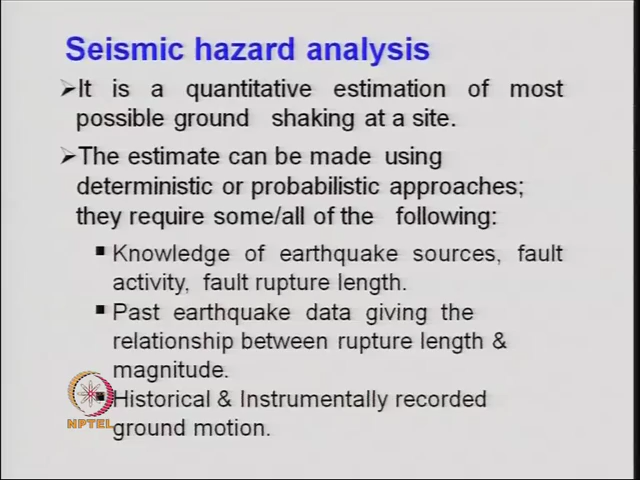 Seismic hazard analysis
➢It is a quantitative estimation of most
possible ground shaking at a site.
➢The estimate can be made using
deterministic or probabilistic approaches;
they require some/all of the following:
▪ Knowledge of earthquake sources, fault
activity, fault rupture length.
▪ Past earthquake data giving the
relationship between rupture length &
magnitude.
▪ Historical & Instrumentally recorded
ground motion.
NPTEL